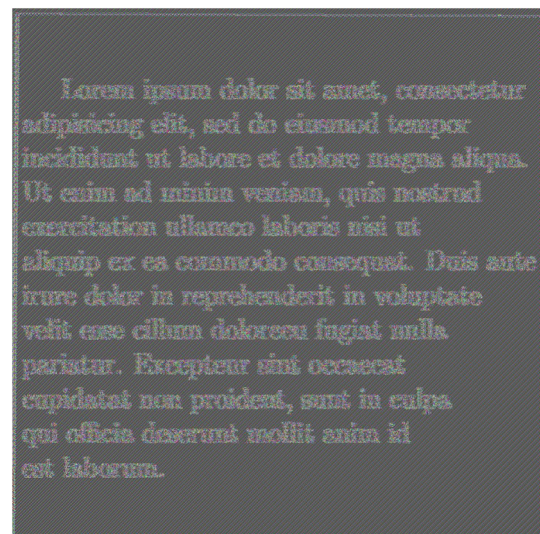 Lorem ipsum dolor sit amet, consectetur
adipisicing elit, sed do eiusmod tempor
incididunt ut labore et dolore magna aliqua.
Ut enim ad minim veniam, quis nostrud
exercitation ullamco laboris nisi ut
aliquip ex ea commodo consequat. Duis aute
irure dolor in reprehenderit in voluptate
velit esse cillum doloreeu fugiat nulla
pariatur. Excepteur sint occaecat
cupidatat non proident, sunt in culpa
qui officia deserunt mollit anim id
est laborum.